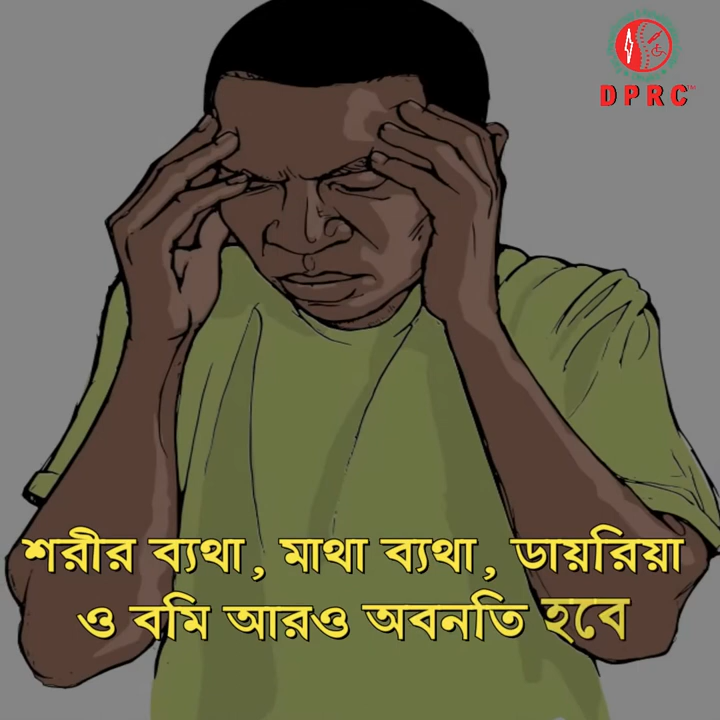 DPRC
শরীর ব্যথা, মাথা ব্যথা, ডায়রিয়া
ও বমি আরও অবনতি হবে